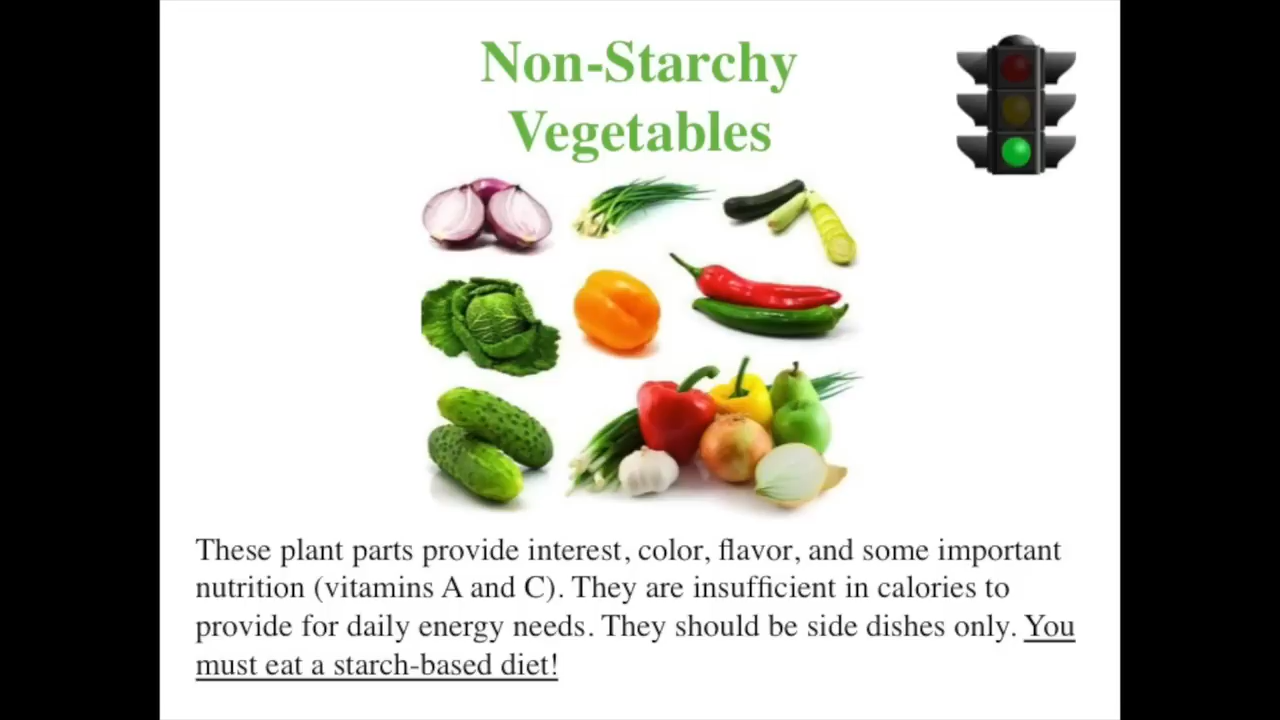 Non-Starchy
Vegetables
These plant parts provide interest, color, flavor, and some important
nutrition (vitamins A and C). They are insufficient in calories to
provide for daily energy needs. They should be side dishes only. You
must eat a starch-based diet!